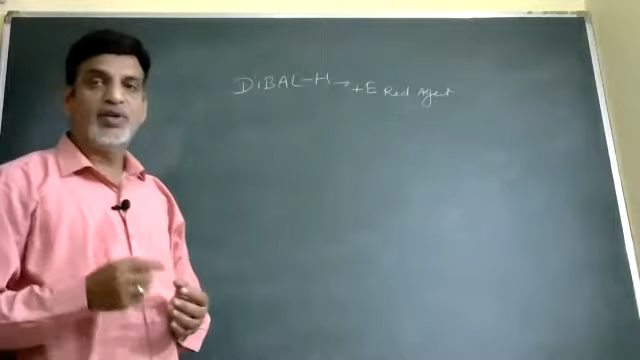 DiBAL-H → +E Red Agent